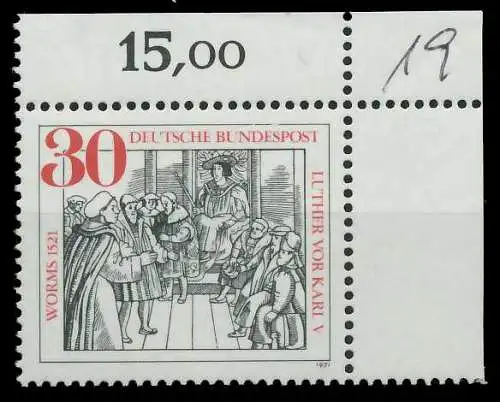 15,00
19
30
DEUTSCHE BUNDESPOST
LUTHER VOR KARL V
WORMS 1521
1971